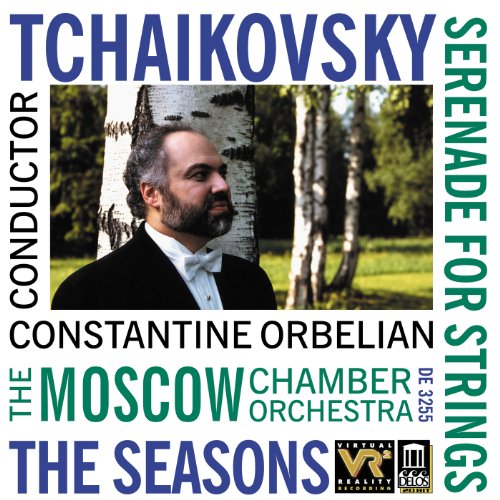 TCHAIKOVSKY
SERENADE FOR STRINGS
CONDUCTOR
CONSTANTINE ORBELIAN
THE MOSCOW CHAMBER ORCHESTRA
DE 3255
THE SEASONS
VIRTUAL
VR²
REALITY
RECORDING
DELOS